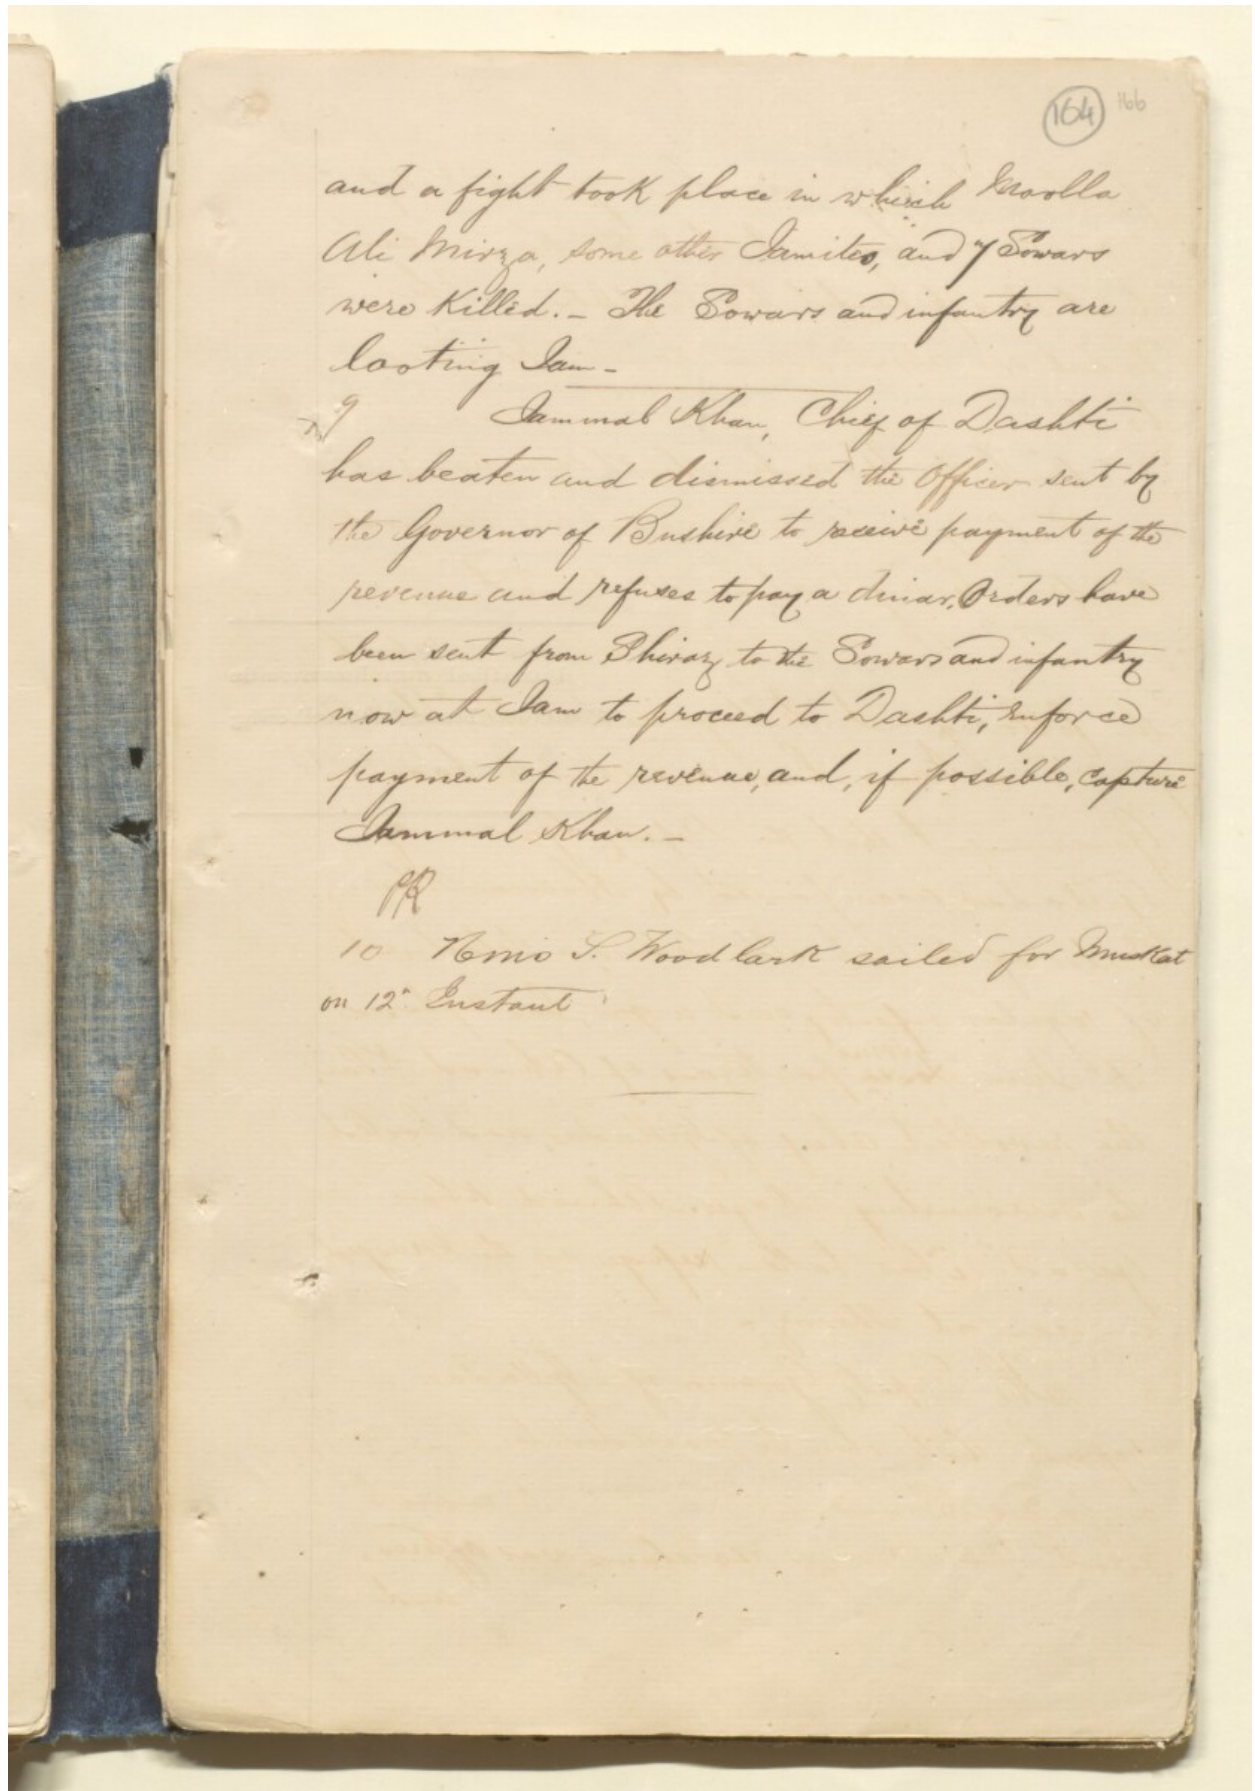 164 166
and a fight took place in which Moolla
Ali Mirza, some other Jamites, and 7 Sowars
were killed. – The Sowars and infantry are
looting Jam –
9 Jammal Khan, Chief of Dashti
has beaten and dismissed the Officer sent by
the Governor of Bushire to receive payment of the
revenue and refuses to pay a dinar. Orders have
been sent from Shiraz to the Sowars and infantry
now at Jam to proceed to Dashti, enforce
payment of the revenue, and, if possible, capture
Jammal Khan. –
PR
10 S. Woodlark sailed for Muskat
on 12" Instant